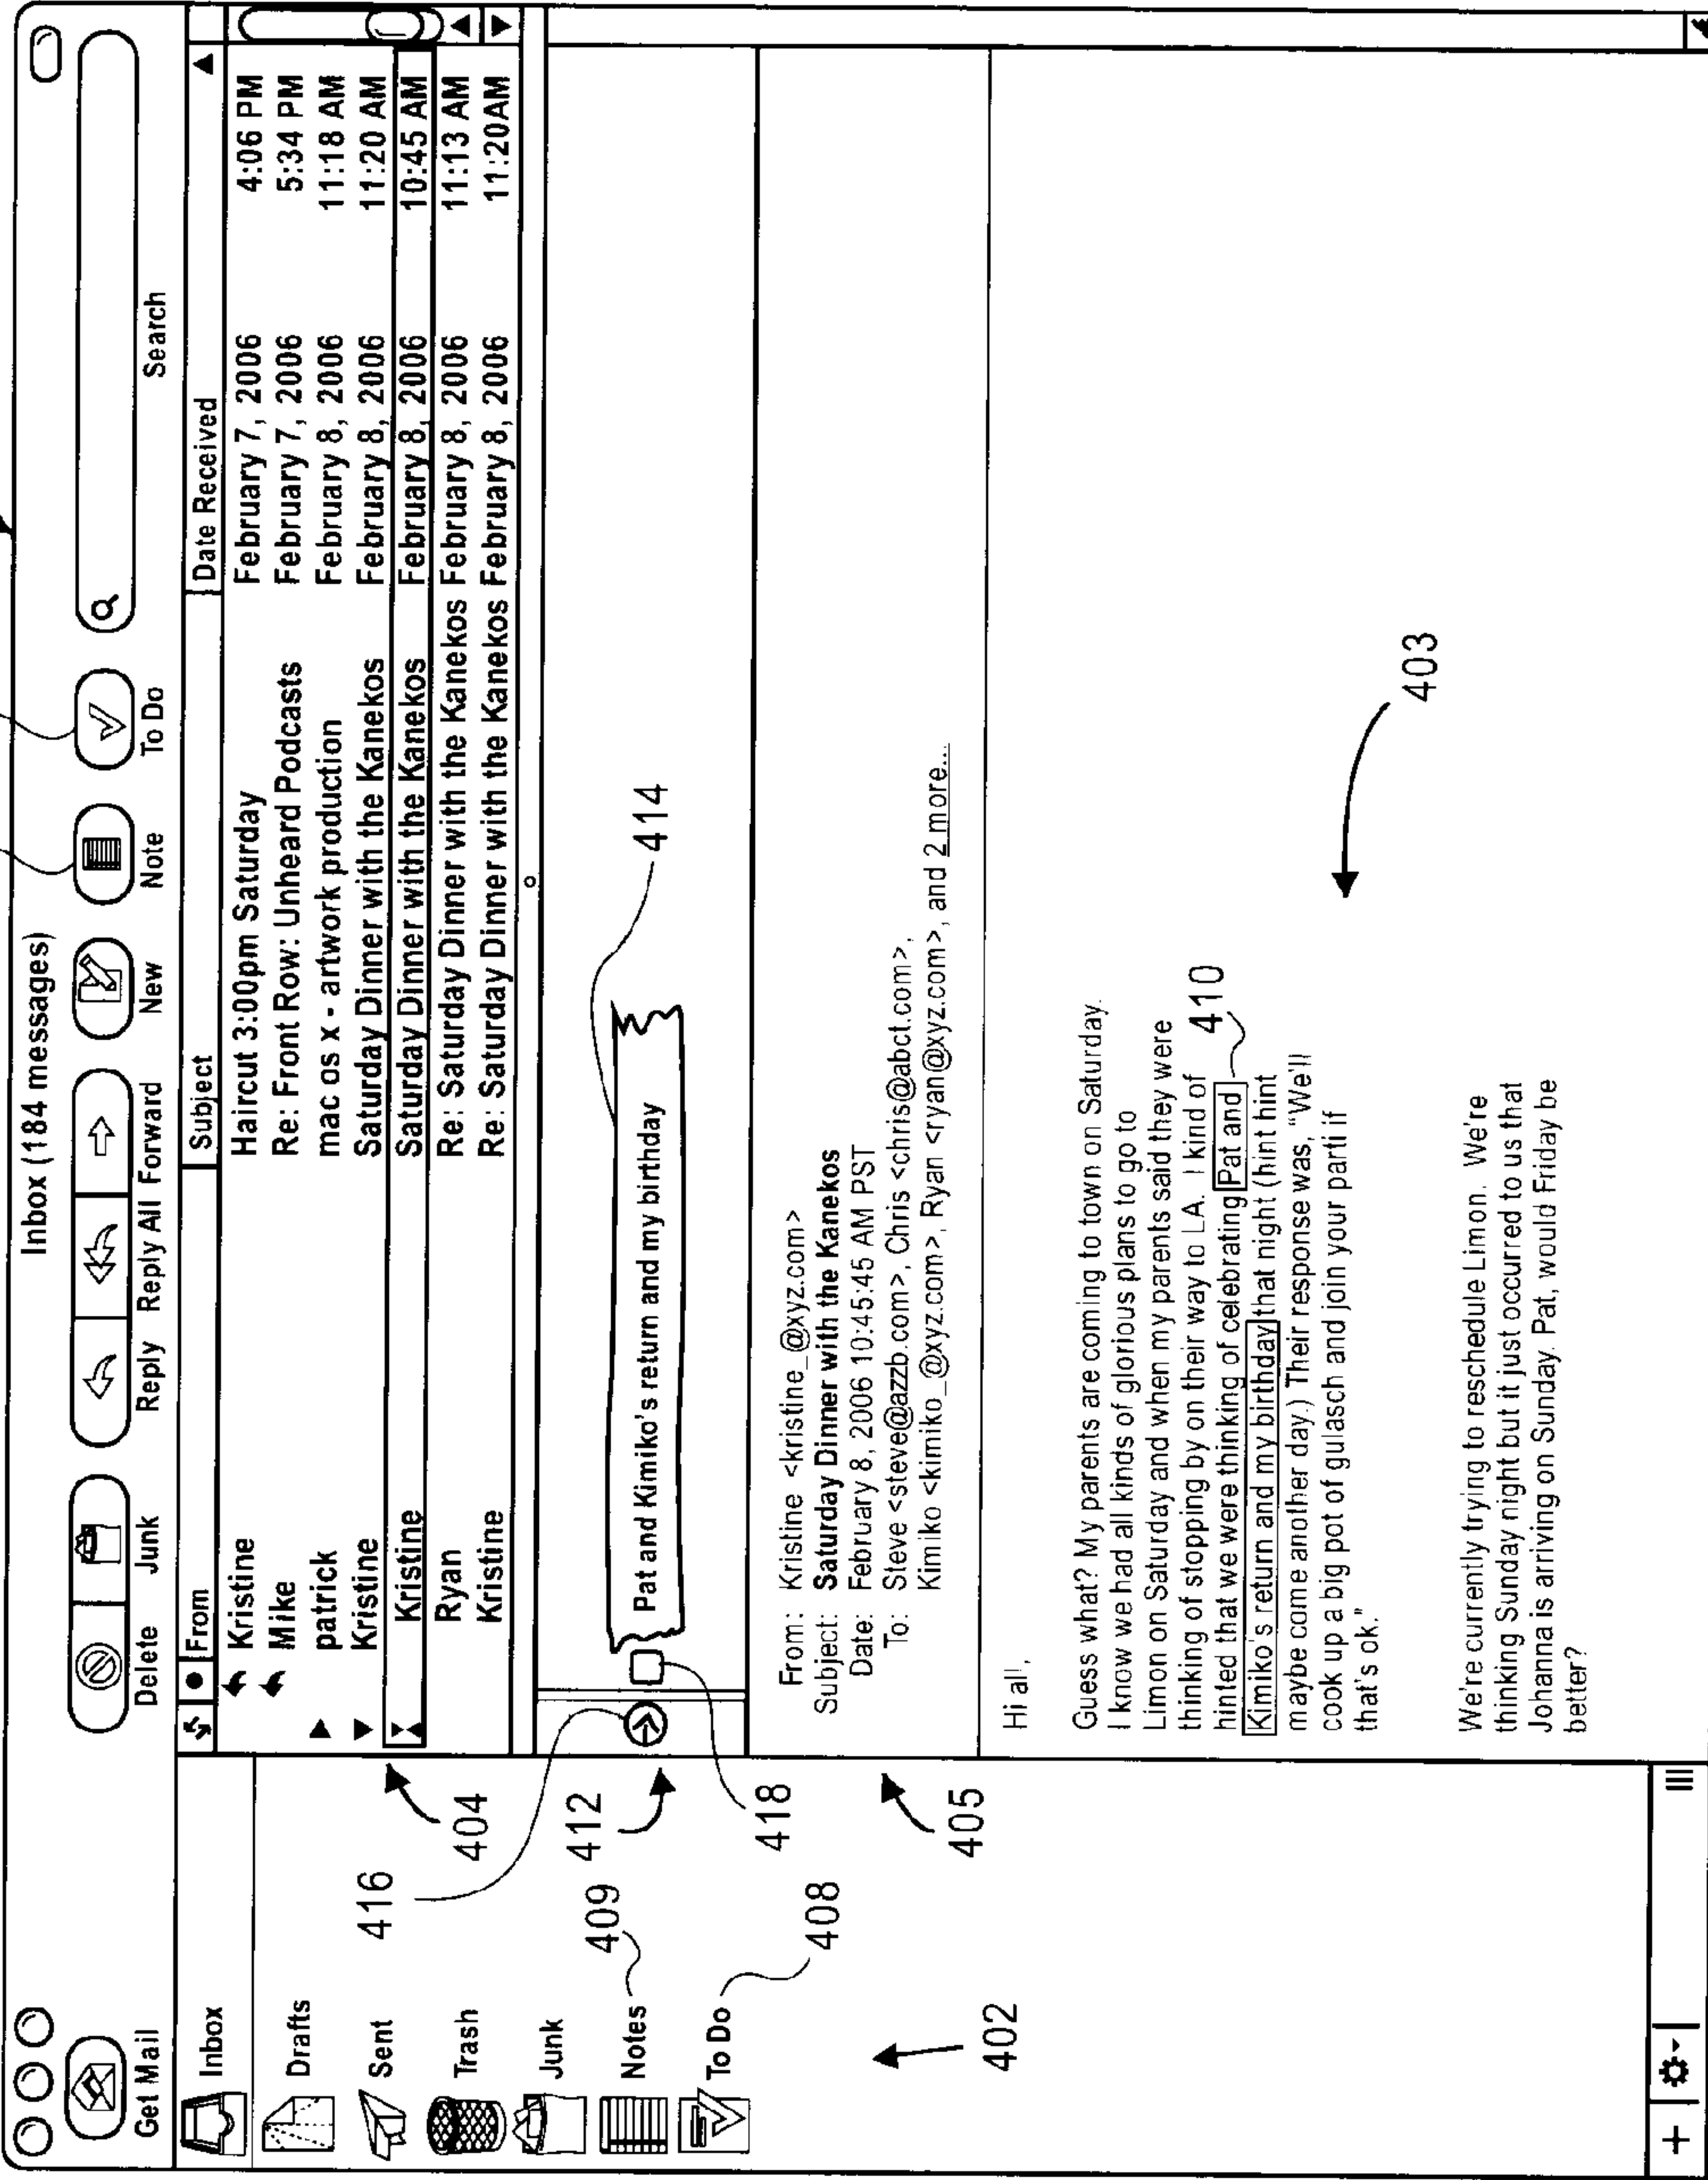 Inbox (184 messages)
Get Mail
Delete Junk
Reply Reply All Forward
New
Note
To Do
Search
Inbox
Drafts
Sent
Trash
Junk
Notes
To Do
409
408
402
From Subject Date Received
Kristine Haircut 3:00pm Saturday February 7, 2006 4:06 PM
Mike Re: Front Row: Unheard Podcasts February 7, 2006 5:34 PM
patrick mac os x - artwork production February 8, 2006 11:18 AM
Kristine Saturday Dinner with the Kanekos February 8, 2006 11:20 AM
Kristine Saturday Dinner with the Kanekos February 8, 2006 10:45 AM
Ryan Re: Saturday Dinner with the Kanekos February 8, 2006 11:13 AM
Kristine Re: Saturday Dinner with the Kanekos February 8, 2006 11:20AM
404
416
412
418
405
Pat and Kimiko's return and my birthday
414
From: Kristine <kristine_@xyz.com>
Subject: Saturday Dinner with the Kanekos
Date: February 8, 2006 10:45:45 AM PST
To: Steve <steve@azzb.com>, Chris <chris@abct.com>,
Kimiko <kimiko_@xyz.com>, Ryan <ryan@xyz.com>, and 2 more...
Hi all,
Guess what? My parents are coming to town on Saturday.
I know we had all kinds of glorious plans to go to
Limon on Saturday and when my parents said they were
thinking of stopping by on their way to LA. I kind of
hinted that we were thinking of celebrating Pat and
410
Kimiko's return and my birthday that night (hint hint
maybe come another day.) Their response was, "We'll
cook up a big pot of gulasch and join your parti if
that's ok."
403
We're currently trying to reschedule Limon. We're
thinking Sunday night but it just occurred to us that
Johanna is arriving on Sunday. Pat, would Friday be
better?